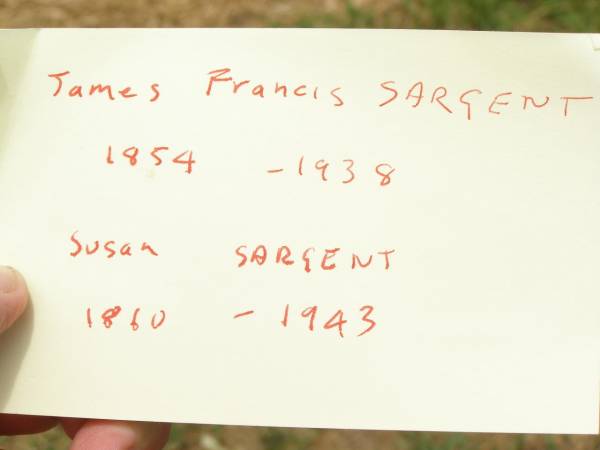 James Francis SARGENT
1854 - 1938
Susan SARGENT
1860 - 1943